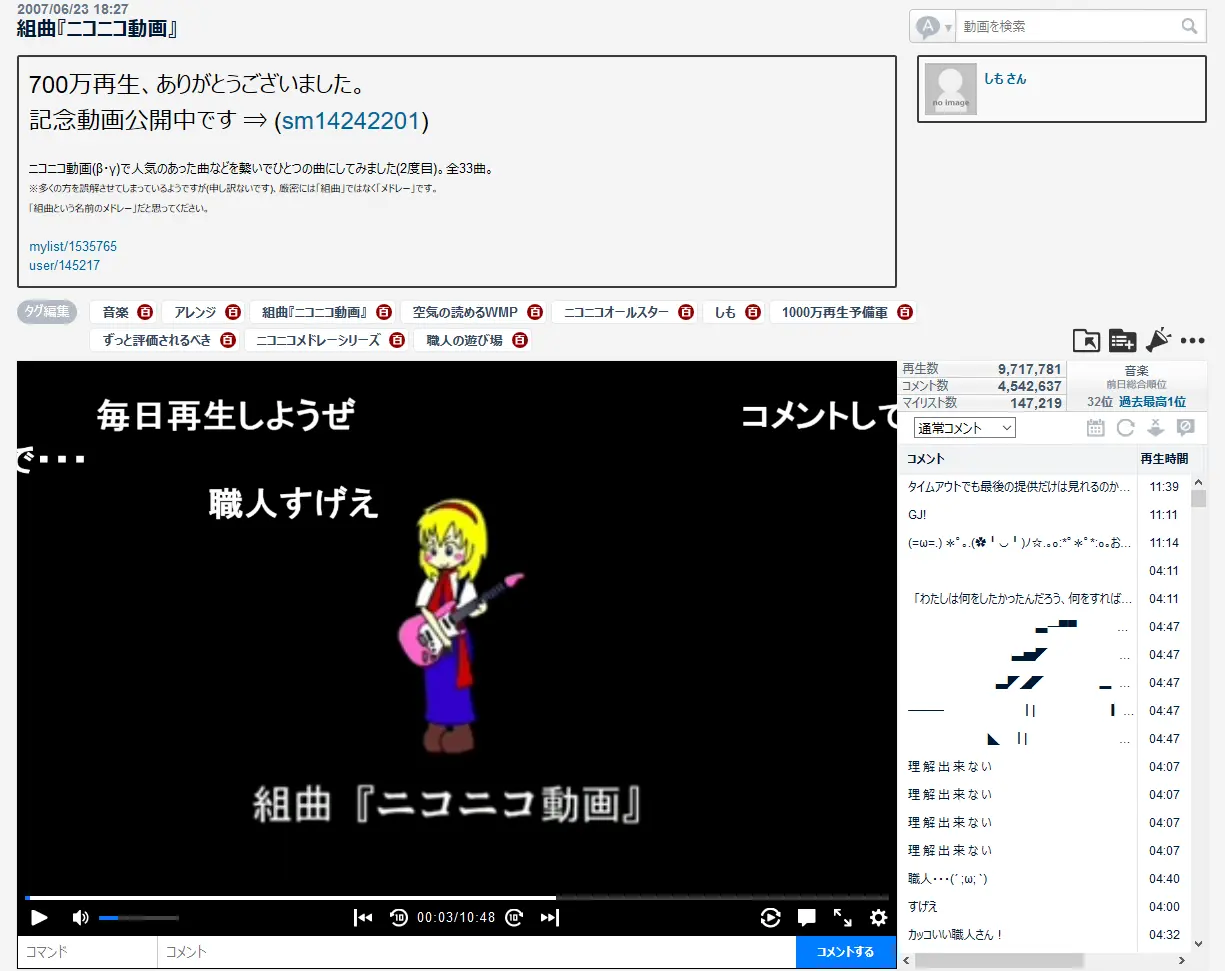 2007/06/23 18:27
組曲『ニコニコ動画』
動画を検索
700万再生、ありがとうございました。
記念動画公開中です ⇒ (sm14242201)
ニコニコ動画(β・γ)で人気のあった曲などを繋いでひとつの曲にしてみました(2度目)。全33曲。
※多くの方を誤解させてしまっているようですが(申し訳ないです)、厳密には「組曲」ではなく「メドレー」です。
「組曲という名前のメドレー」だと思ってください。
mylist/1535765
user/145217
no image
しもさん
タグ編集 音楽 百 アレンジ 百 組曲『ニコニコ動画』 百 空気の読めるWMP 百 ニコニコオールスター 百 しも 百 1000万再生予備軍 百
ずっと評価されるべき 百 ニコニコメドレーシリーズ 百 職人の遊び場 百
毎日再生しようぜ
コメントして
で・・・
職人すげえ
組曲『ニコニコ動画』
10 00:03/10:48 10
コマンド コメント コメントする
再生数 9,717,781
コメント数 4,542,637
マイリスト数 147,219
音楽
前日総合順位
32位 過去最高1位
通常コメント
コメント 再生時間
タイムアウトでも最後の提供だけは見れるのか... 11:39
GJ! 11:11
(=ω=.) ＊ﾟ｡.(✿╹◡╹)ﾉ☆.｡o:*ﾟ＊ﾟ*:o｡お... 11:14
04:11
「わたしは何をしたかったんだろう、何をすれば... 04:11
... 04:47
... 04:47
... 04:47
... 04:47
... 04:47
理解出来ない 04:07
理解出来ない 04:07
理解出来ない 04:07
理解出来ない 04:07
職人･･･(´;ω;`) 04:40
すげえ 04:00
カッコいい職人さん！ 04:32